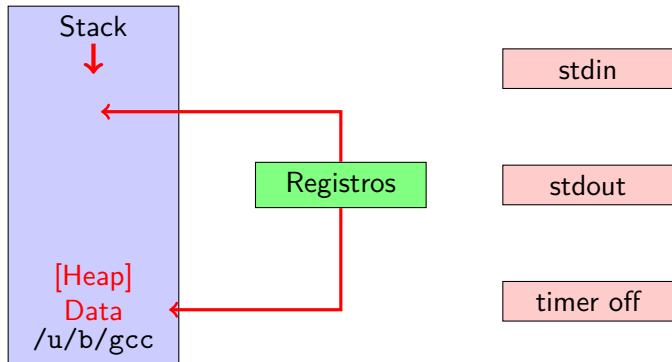 Stack
stdin
Registros
stdout
[Heap]
Data
/u/b/gcc
timer off